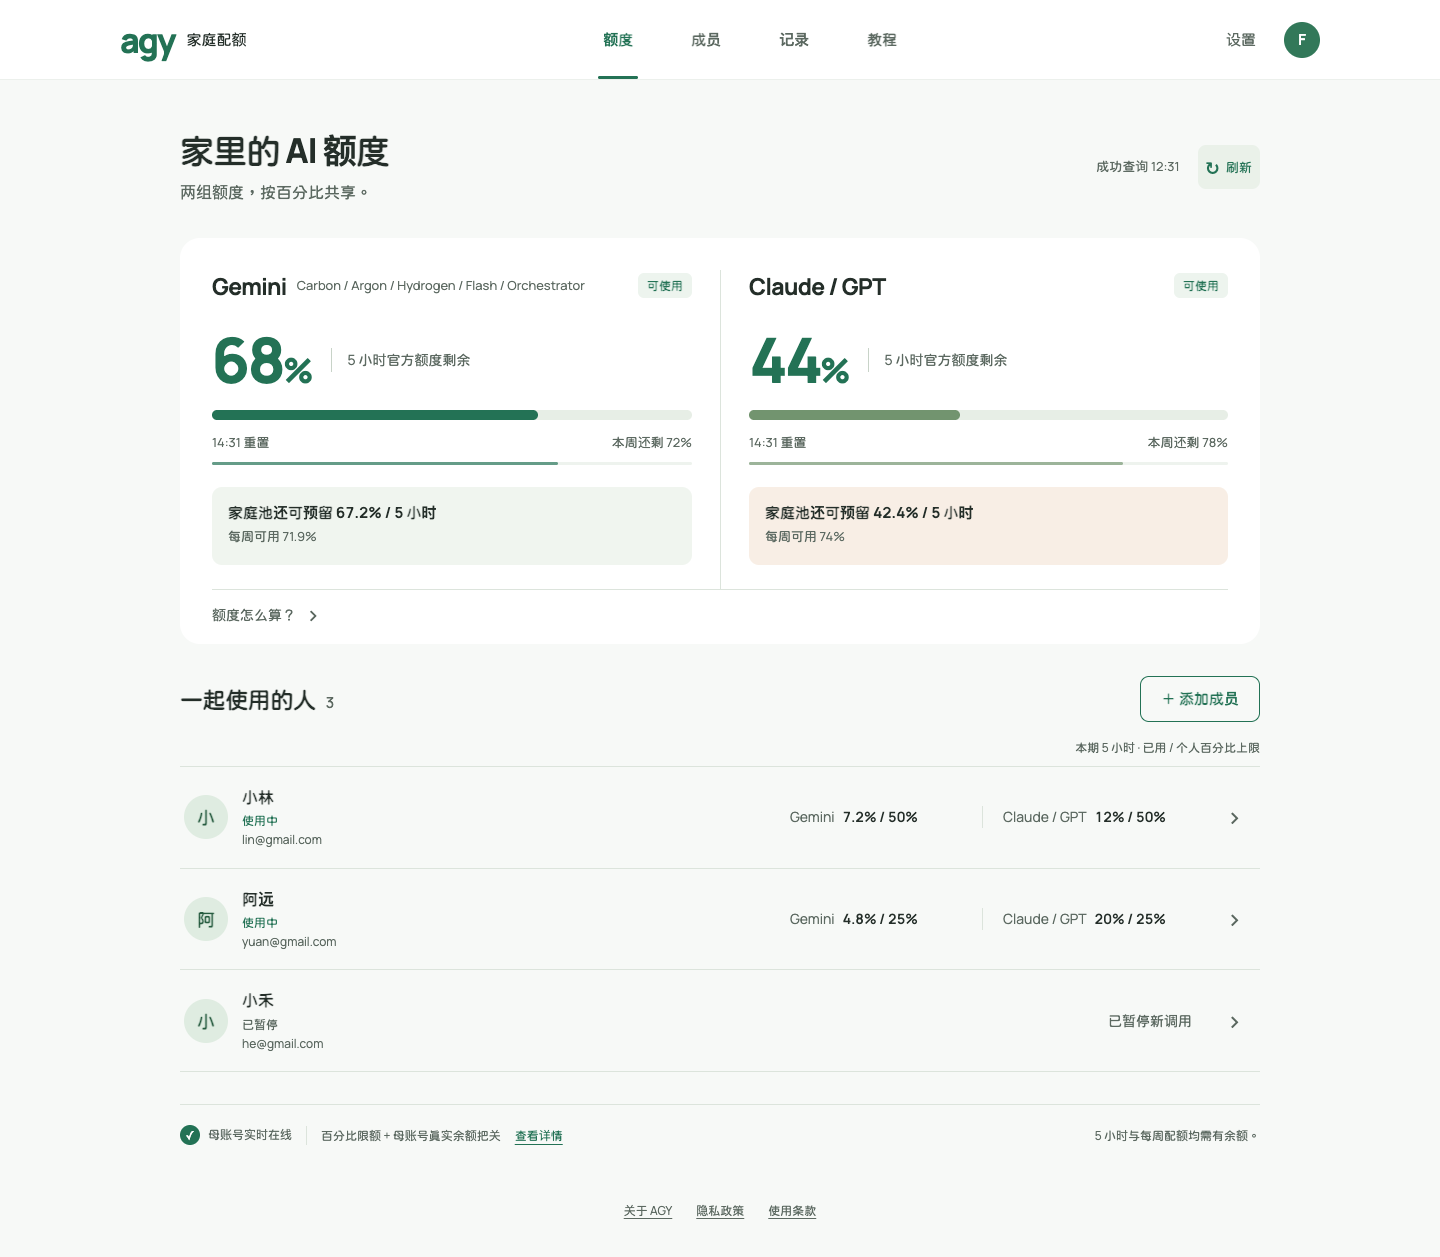 agy 家庭配额 额度 成员 记录 教程 设置 F
家里的 AI 额度
成功查询 12:31 ↻ 刷新
两组额度，按百分比共享。
Gemini Carbon / Argon / Hydrogen / Flash / Orchestrator 可使用
68% 5 小时官方额度剩余
14:31 重置 本周还剩 72%
家庭池还可预留 67.2% / 5 小时
每周可用 71.9%
Claude / GPT 可使用
44% 5 小时官方额度剩余
14:31 重置 本周还剩 78%
家庭池还可预留 42.4% / 5 小时
每周可用 74%
额度怎么算？
一起使用的人 3
+ 添加成员
本期 5 小时 · 已用 / 个人百分比上限
小
小林
使用中
lin@gmail.com
Gemini 7.2% / 50% Claude / GPT 12% / 50%
阿
阿远
使用中
yuan@gmail.com
Gemini 4.8% / 25% Claude / GPT 20% / 25%
小
小禾
已暂停
he@gmail.com
已暂停新调用
母账号实时在线 百分比限额 + 母账号真实余额把关 查看详情 5 小时与每周配额均需有余额。
关于 AGY 隐私政策 使用条款